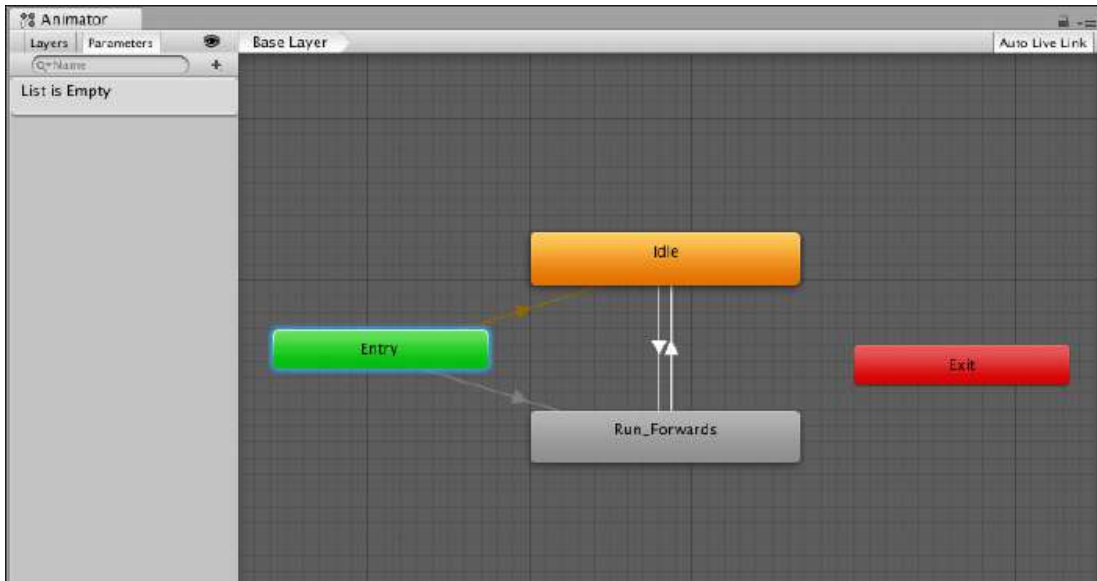 Animator
Layers Parameters
Name
List is Empty
Base Layer
Auto Live Link
Idle
Entry
Exit
Run_Forwards